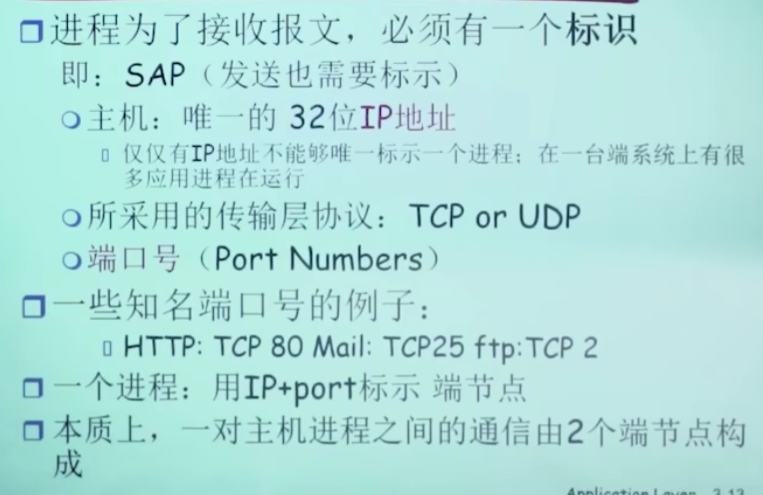 进程为了接收报文，必须有一个标识
即：SAP（发送也需要标示）
主机：唯一的 32位IP地址
仅仅有IP地址不能够唯一标示一个进程；在一台端系统上有很
多应用进程在运行
所采用的传输层协议：TCP or UDP
端口号（Port Numbers）
一些知名端口号的例子：
HTTP: TCP 80 Mail: TCP25 ftp:TCP 2
一个进程：用IP+port标示 端节点
本质上，一对主机进程之间的通信由2个端节点构
成
Application Layer 2-12